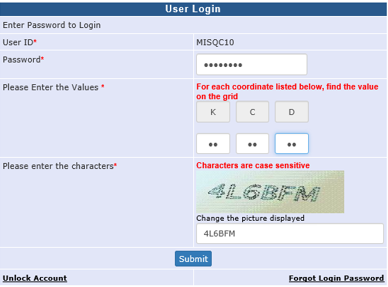 User Login
Enter Password to Login
User ID* MISQC10
Password* ••••••••
Please Enter the Values * For each coordinate listed below, find the value
on the grid
K C D
•• •• ••
Please enter the characters* Characters are case sensitive
4L6BFM
Change the picture displayed
4L6BFM
Submit
Unlock Account Forgot Login Password